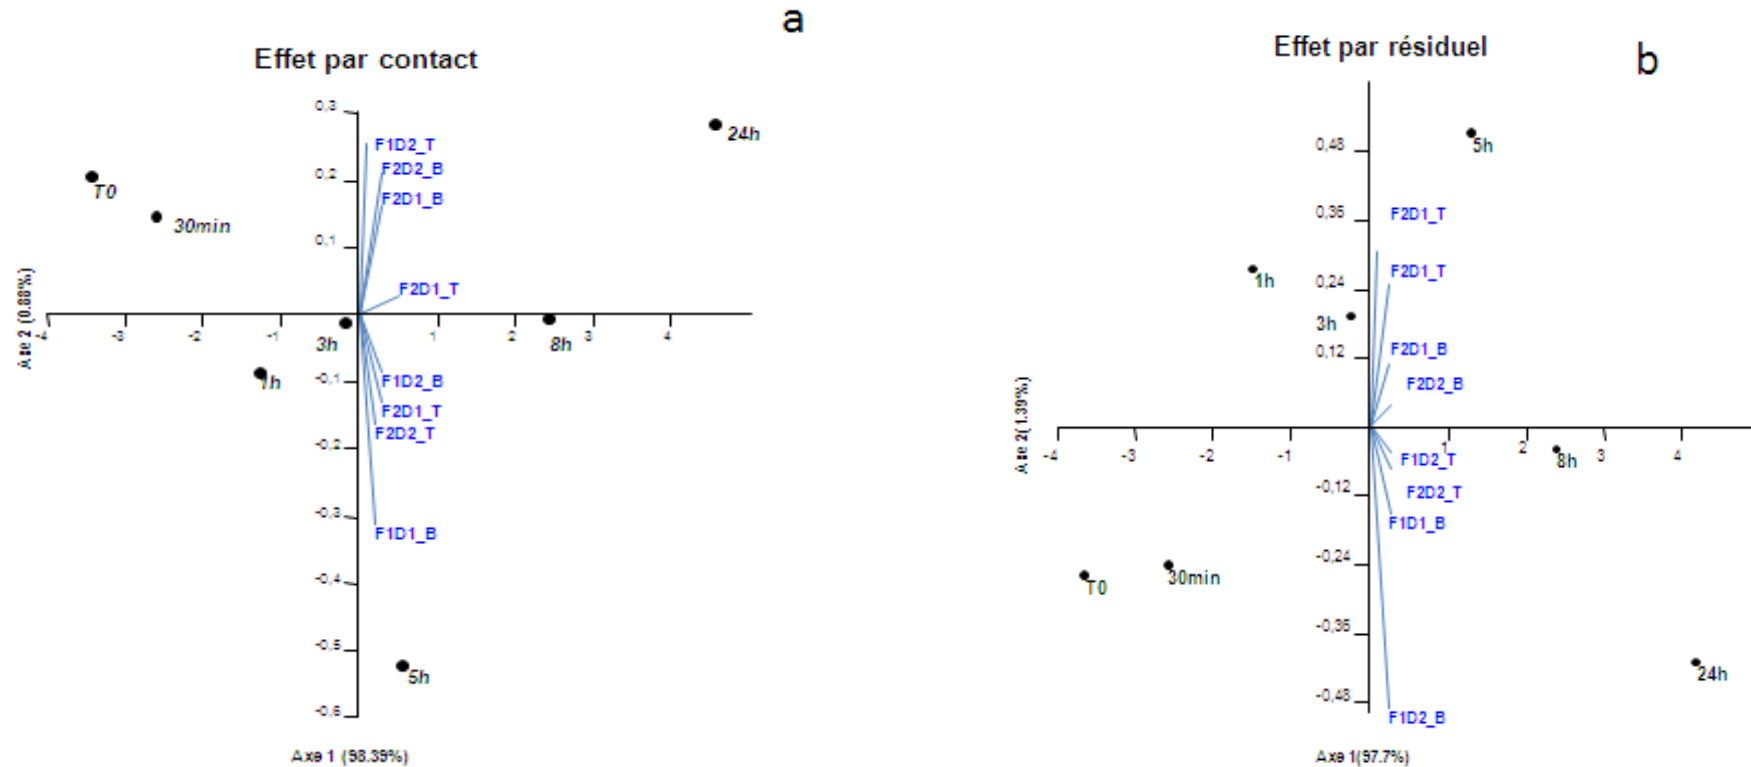 a
Effet par contact
0,3
F1D2_T
24h
F2D2_B
0,2
T0
F2D1_B
30min
0,1
F2D1_T
Axe 2 (0.88%)
-4
-3
-2
-1
1
2
3
4
3h
8h
1h
-0,1
F1D2_B
F2D1_T
F2D2_T
-0,2
-0,3
F1D1_B
-0,4
-0,5
5h
-0,6
Axe 1 (98.39%)
Effet par résiduel
b
0,48
5h
0,36
F2D1_T
1h
F2D1_T
0,24
3h
0,12
F2D1_B
F2D2_B
Axe 2(1.39%)
-4
-3
-2
-1
1
2
3
4
8h
F1D2_T
-0,12
F2D2_T
F1D1_B
-0,24
T0
30min
-0,36
24h
-0,48
F1D2_B
Axe 1(97.7%)